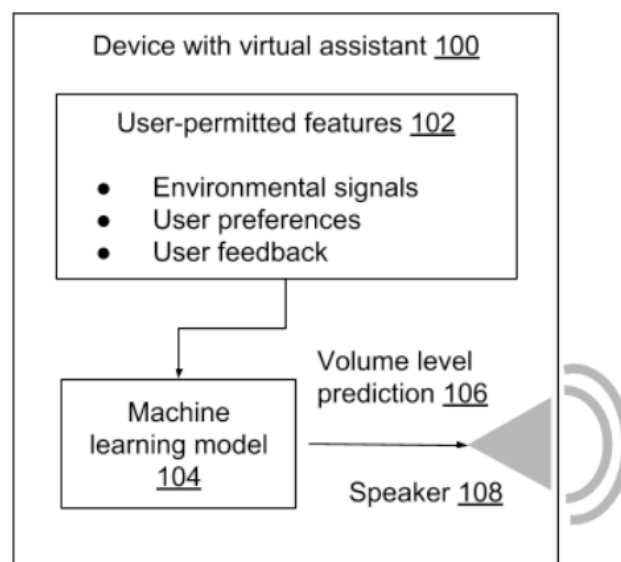 Device with virtual assistant 100
User-permitted features 102
● Environmental signals
● User preferences
● User feedback
Volume level
prediction 106
Machine
learning model
104
Speaker 108